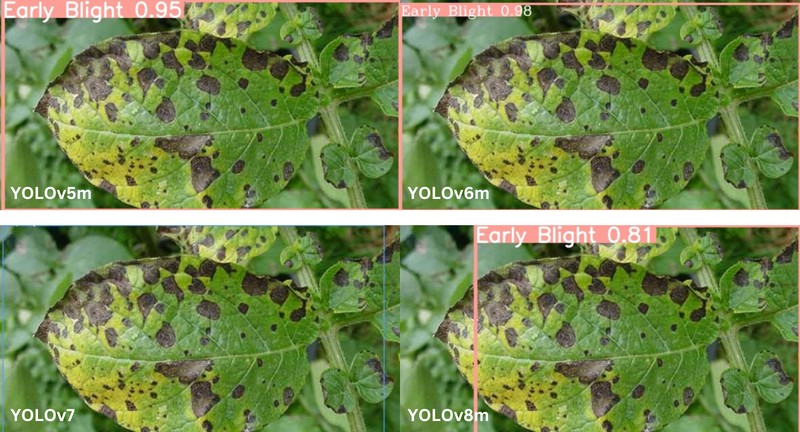 Early Blight 0.95
Early Blight 0.98
YOLOv5m
YOLOv6m
Early Blight 0.81
YOLOv7
YOLOv8m